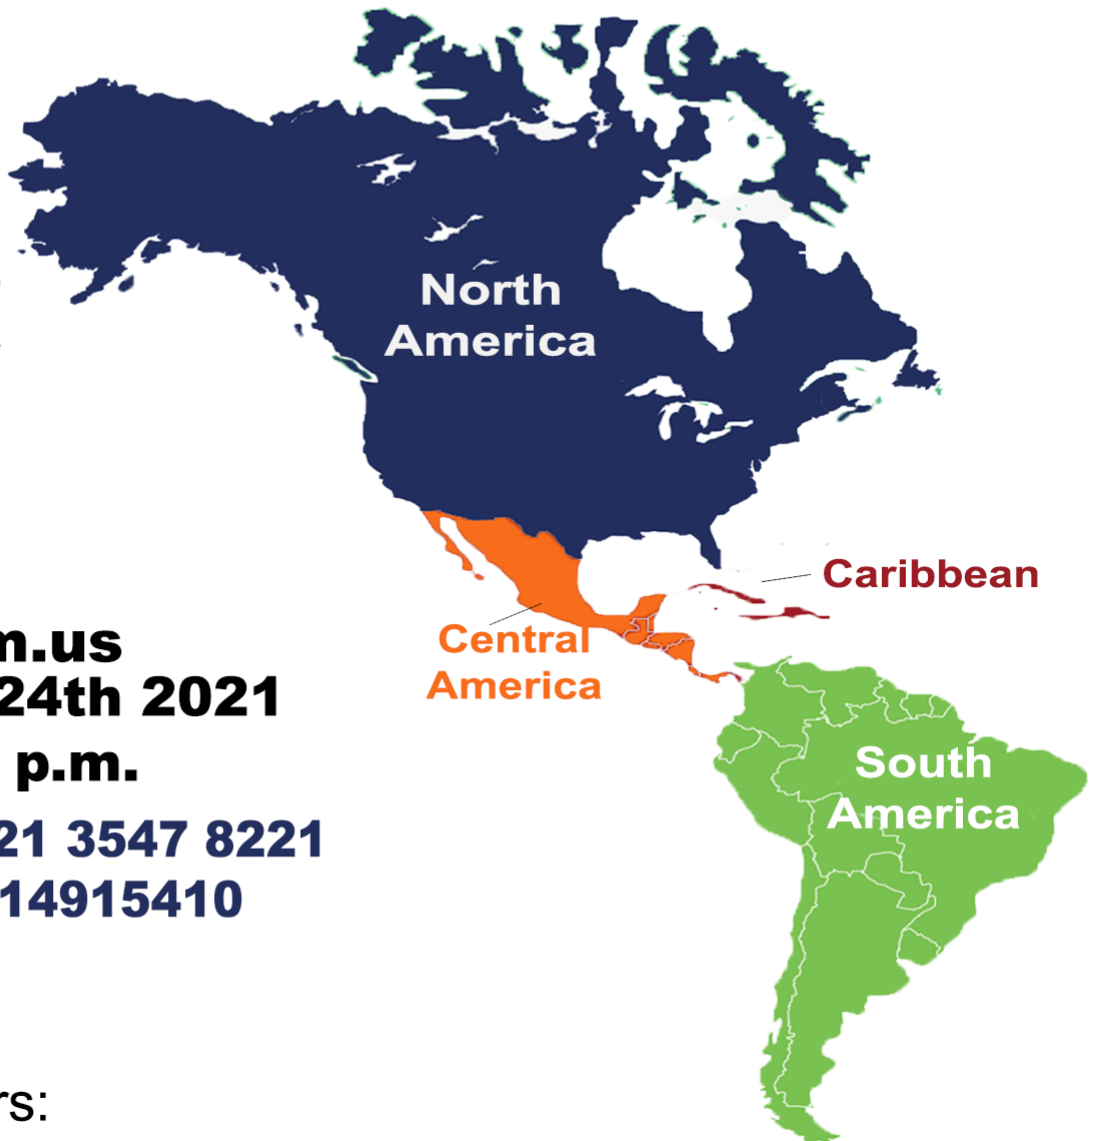 North
America
Caribbean
Central
America
m.us
24th 2021
p.m.
South
America
21 3547 8221
14915410
rs: